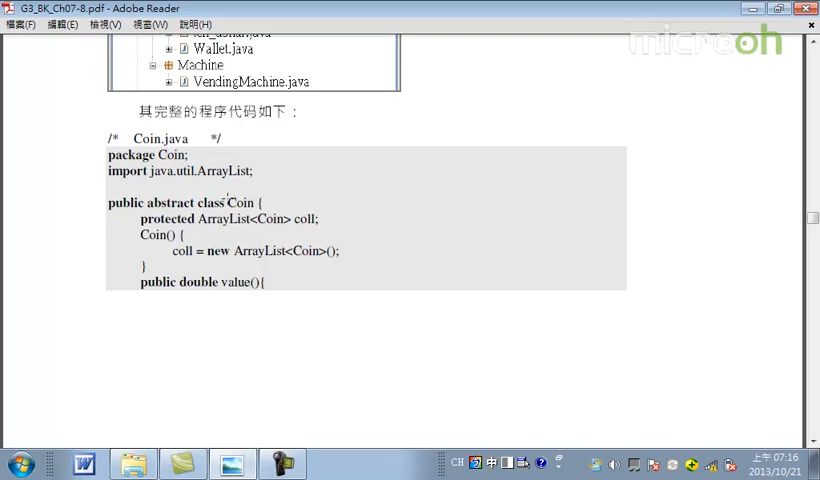 G3_BK_Ch07-8.pdf - Adobe Reader
檔案(F) 編輯(E) 檢視(V) 視窗(W) 說明(H)
microoh
Wallet.java
Machine
VendingMachine.java
其完整的程序代码如下：
/* Coin.java */
package Coin;
import java.util.ArrayList;
public abstract class Coin {
protected ArrayList<Coin> coll;
Coin() {
coll = new ArrayList<Coin>();
}
public double value(){
CH 中
上午 07:16
2013/10/21